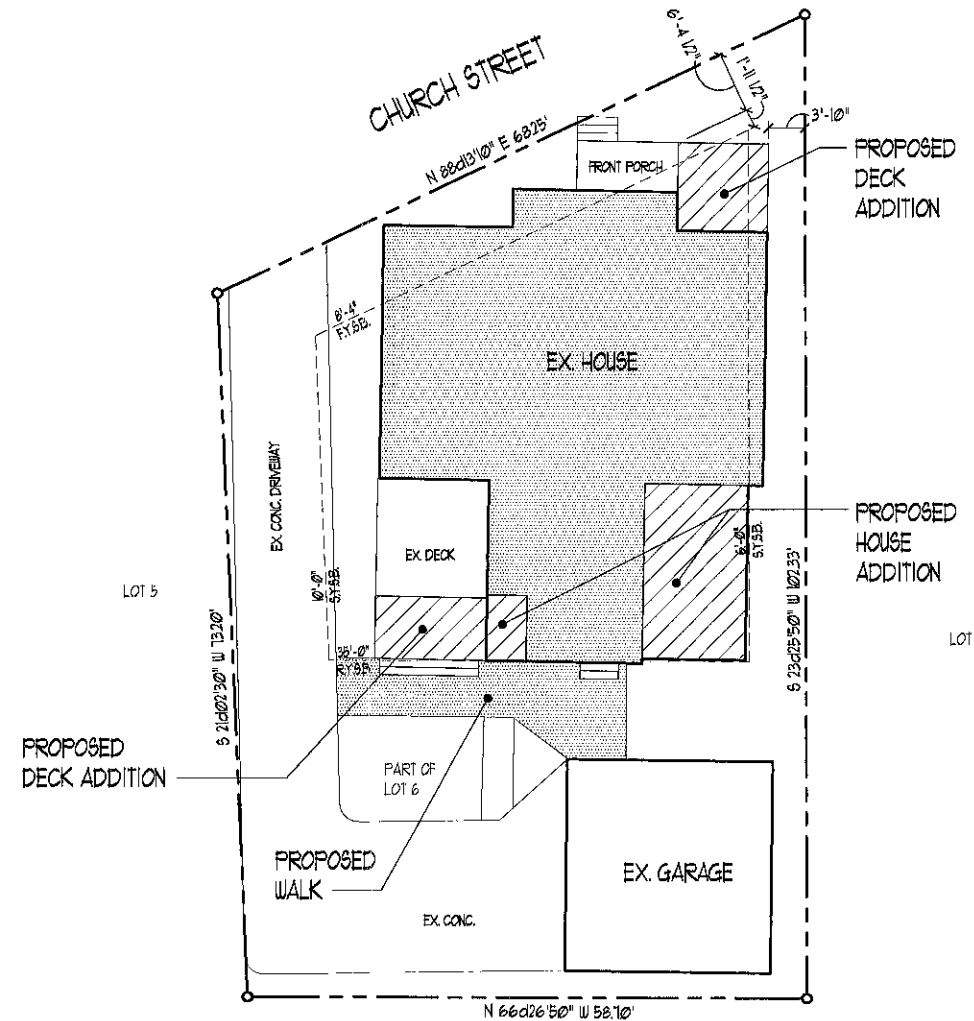 CHURCH STREET
N 88d13'10" E 68.25'
6'-4 1/2"
1'-11 1/2"
3'-10"
PROPOSED
DECK
ADDITION
FRONT PORCH
8'-4"
F.Y.S.B.
EX. HOUSE
EX. CONC. DRIVEWAY
EX. DECK
PROPOSED
HOUSE
ADDITION
6'-0"
S.Y.S.B.
10'-0"
S.Y.S.B.
LOT 5
LOT
S 21d02'30" W 73.20'
S 23d25'50" W 102.33'
35'-0"
R.Y.S.B.
PROPOSED
DECK ADDITION
PART OF
LOT 6
PROPOSED
WALK
EX. GARAGE
EX. CONC.
N 66d26'50" W 58.70'